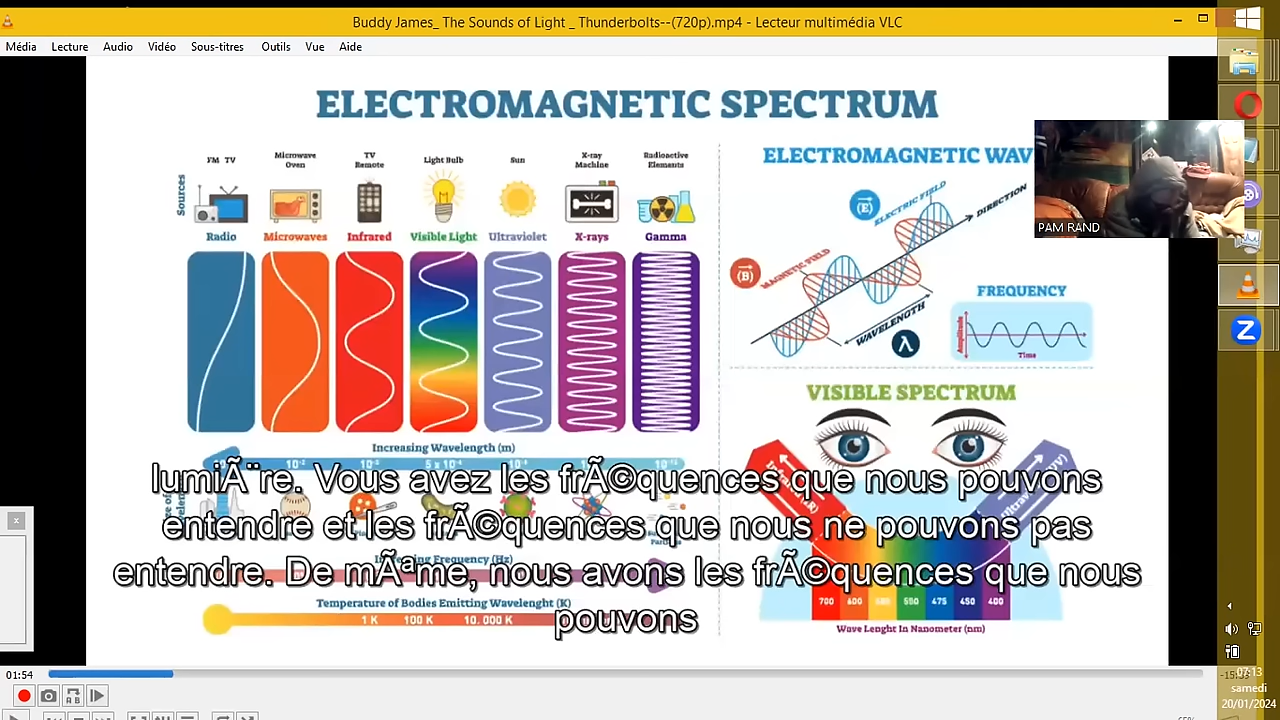 Buddy James_ The Sounds of Light _ Thunderbolts--(720p).mp4 - Lecteur multimédia VLC
Média Lecture Audio Vidéo Sous-titres Outils Vue Aide
ELECTROMAGNETIC SPECTRUM
Sources
FM TV
Microwave Oven
TV Remote
Light Bulb
Sun
X-ray Machine
Radioactive Elements
Radio Microwaves Infrared Visible Light Ultraviolet X-rays Gamma
Increasing Wavelength (m)
ELECTROMAGNETIC WAV
(E)
ELECTRIC FIELD
DIRECTION
(B)
MAGNETIC FIELD
WAVELENGTH
λ
FREQUENCY
Amplitude
Time
PAM RAND
VISIBLE SPECTRUM
lumiÃ¨re. Vous avez les frÃ©quences que nous pouvons
entendre et les frÃ©quences que nous ne pouvons pas
entendre. De mÃªme, nous avons les frÃ©quences que nous
pouvons
Increasing Frequency (Hz)
Temperature of Bodies Emitting Wavelenght (K)
1 K 100 K 10.000 K
700 600 580 550 475 450 400
Wave Lenght In Nanometer (nm)
01:54
07:13
samedi
20/01/2024